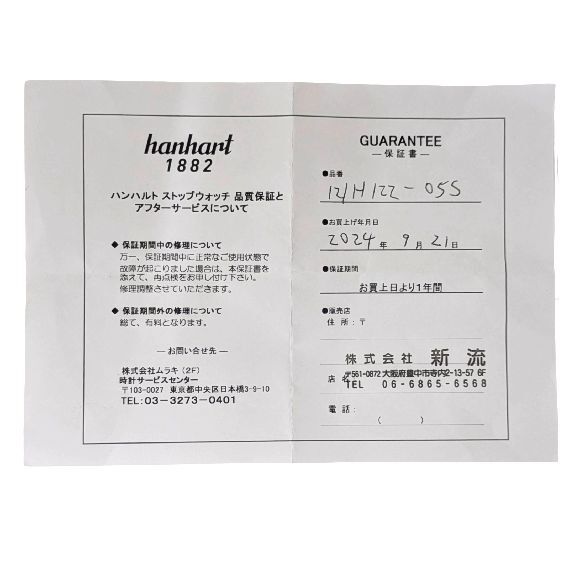 hanhart
1882
ハンハルト ストップウォッチ 品質保証と
アフターサービスについて
◆ 保証期間中の修理について
万一、保証期間中に正常なご使用状態で
故障が起こりました場合は、本保証書を
添えて、再点検をお申し付け下さい。
修理調整させていただきます。
◆ 保証期間外の修理について
総て、有料となります。
― お問い合せ先 ―
株式会社ムラキ (2F)
時計サービスセンター
〒103-0027 東京都中央区日本橋3-9-10
TEL:03-3273-0401
GUARANTEE
― 保証書 ―
●品番
12/H122-05S
●お買上げ年月日
2024 年 9 月 21 日
●保証期間
お買上日より1年間
●販売店
住 所:〒
株式会社 新流
〒561-0872 大阪府豊中市寺内2-13-57 6F
店 名
TEL 06-6865-6568
電 話:
( )